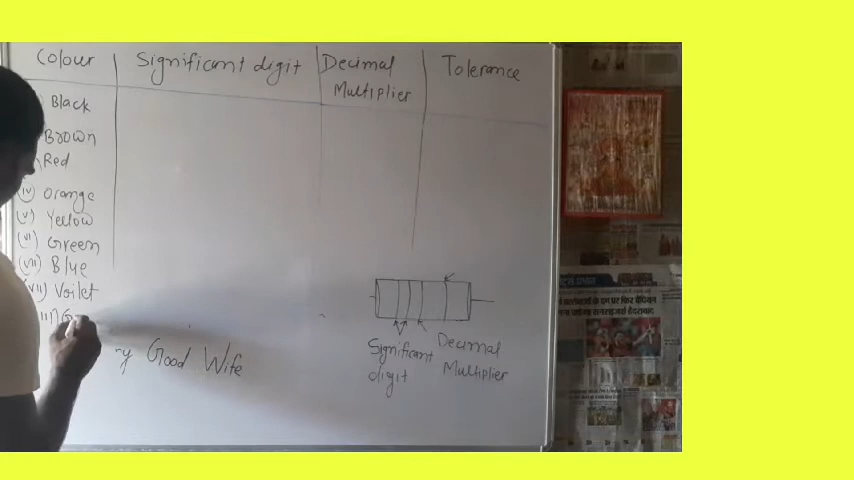 Colour Significant digit Decimal Multiplier Tolerance
Black
Brown
Red
(iv) Orange
(v) Yellow
(vi) Green
(vii) Blue
(vii) Voilet
G
y Good Wife
Significant digit
Decimal Multiplier